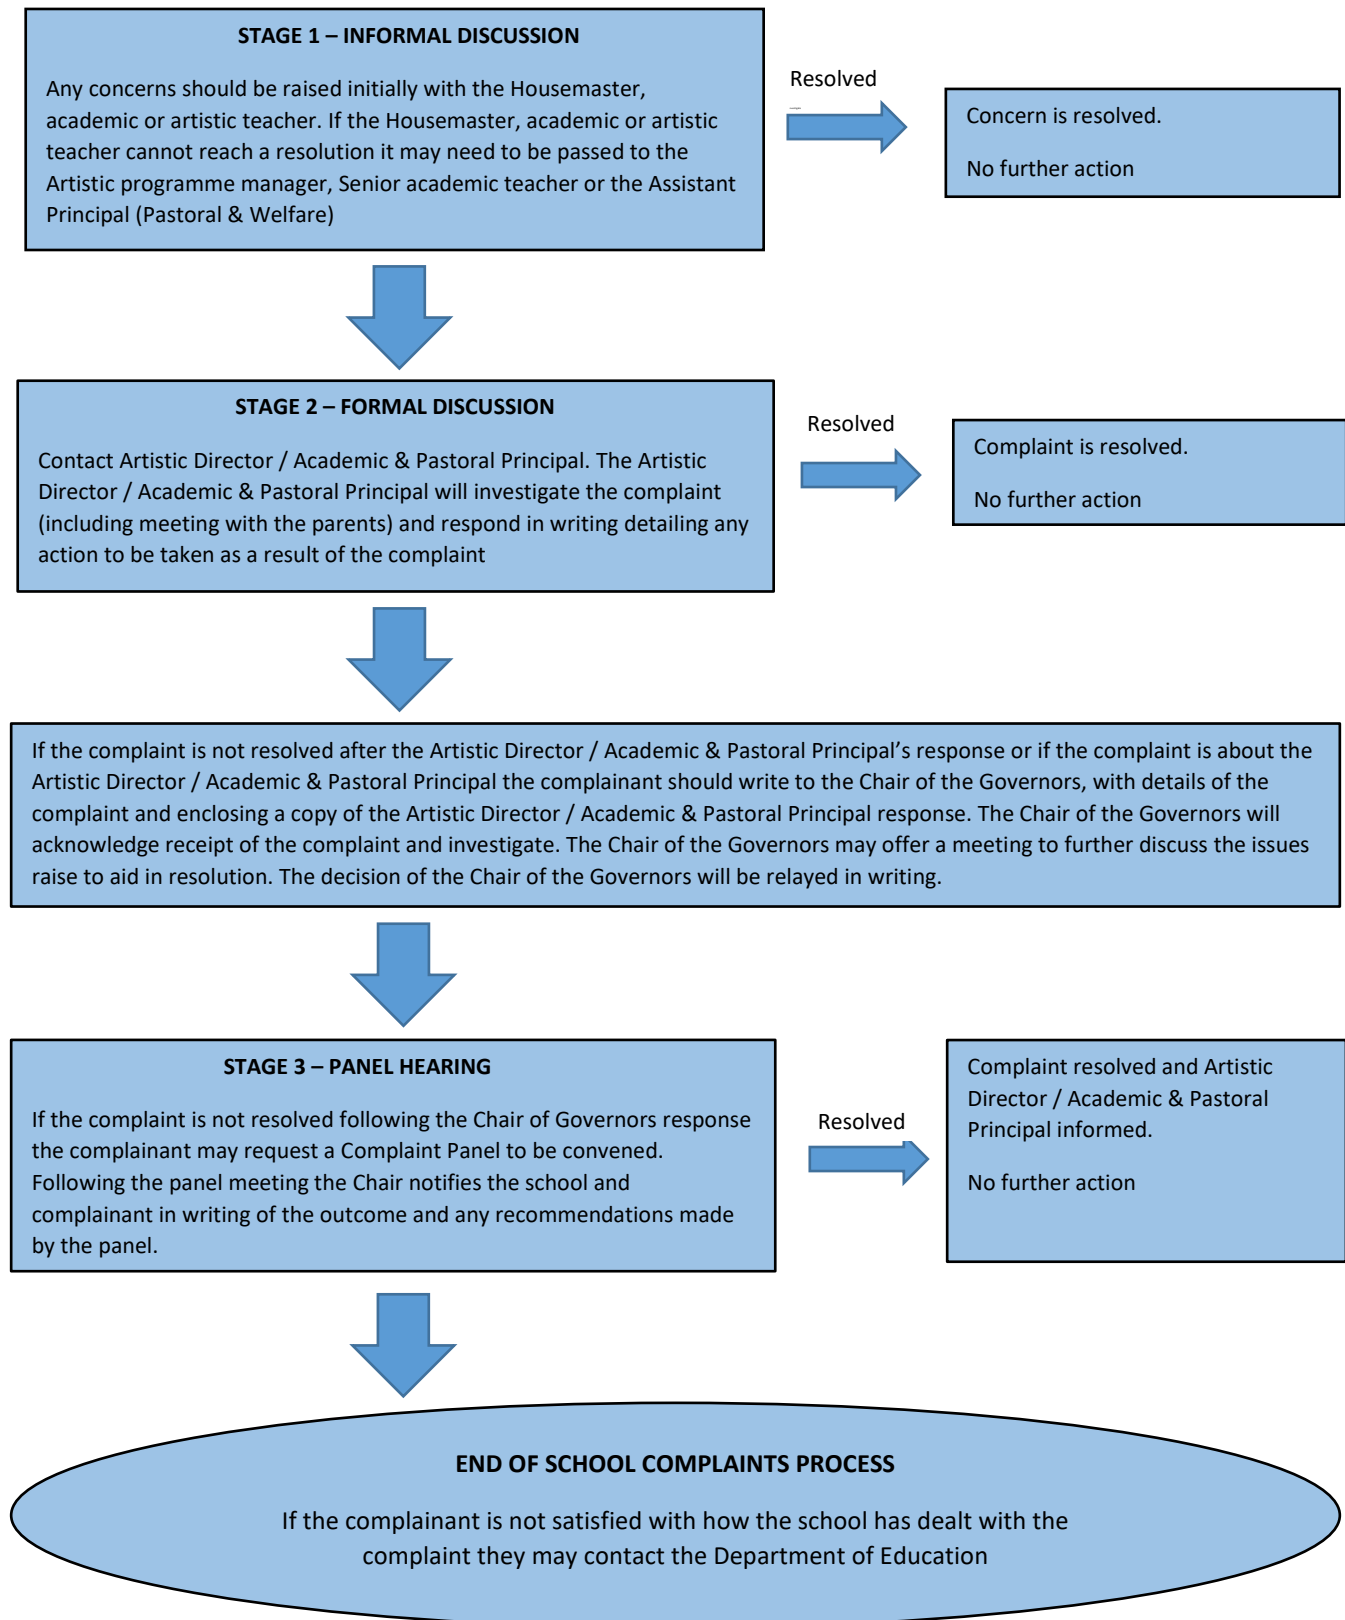 STAGE 1 – INFORMAL DISCUSSION
Any concerns should be raised initially with the Housemaster,
academic or artistic teacher. If the Housemaster, academic or artistic
teacher cannot reach a resolution it may need to be passed to the
Artistic programme manager, Senior academic teacher or the Assistant
Principal (Pastoral & Welfare)
Resolved
Concern is resolved.
No further action
STAGE 2 – FORMAL DISCUSSION
Contact Artistic Director / Academic & Pastoral Principal. The Artistic
Director / Academic & Pastoral Principal will investigate the complaint
(including meeting with the parents) and respond in writing detailing any
action to be taken as a result of the complaint
Resolved
Complaint is resolved.
No further action
If the complaint is not resolved after the Artistic Director / Academic & Pastoral Principal’s response or if the complaint is about the
Artistic Director / Academic & Pastoral Principal the complainant should write to the Chair of the Governors, with details of the
complaint and enclosing a copy of the Artistic Director / Academic & Pastoral Principal response. The Chair of the Governors will
acknowledge receipt of the complaint and investigate. The Chair of the Governors may offer a meeting to further discuss the issues
raise to aid in resolution. The decision of the Chair of the Governors will be relayed in writing.
STAGE 3 – PANEL HEARING
If the complaint is not resolved following the Chair of Governors response
the complainant may request a Complaint Panel to be convened.
Following the panel meeting the Chair notifies the school and
complainant in writing of the outcome and any recommendations made
by the panel.
Resolved
Complaint resolved and Artistic
Director / Academic & Pastoral
Principal informed.
No further action
END OF SCHOOL COMPLAINTS PROCESS
If the complainant is not satisfied with how the school has dealt with the
complaint they may contact the Department of Education